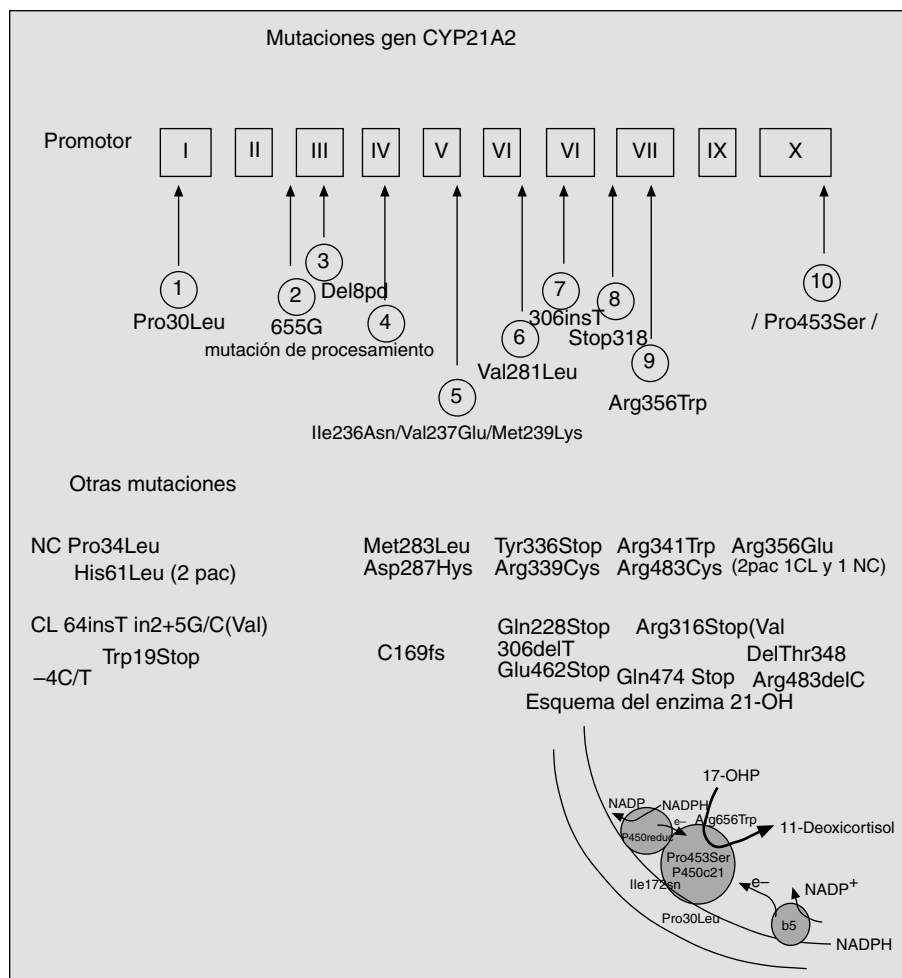 Mutaciones gen CYP21A2
Promotor I II III IV V VI VI VII IX X
1
Pro30Leu
2
655G
mutación de procesamiento
3
Del8pd
4
5
Ile236Asn/Val237Glu/Met239Lys
6
Val281Leu
7
306insT
8
Stop318
9
Arg356Trp
10
/ Pro453Ser /
Otras mutaciones
NC Pro34Leu
His61Leu (2 pac)
Met283Leu
Asp287Hys
Tyr336Stop
Arg339Cys
Arg341Trp
Arg483Cys
Arg356Glu
(2pac 1CL y 1 NC)
CL 64insT in2+5G/C(Val)
Trp19Stop
–4C/T
C169fs
Gln228Stop
306delT
Glu462Stop
Arg316Stop(Val
Gln474 Stop
DelThr348
Arg483delC
Esquema del enzima 21-OH
17-OHP
NADP
NADPH
e–
Arg656Trp
11-Deoxicortisol
P450reduc
Pro453Ser
P450c21
Ile172sn
Pro30Leu
e–
NADP+
b5
NADPH